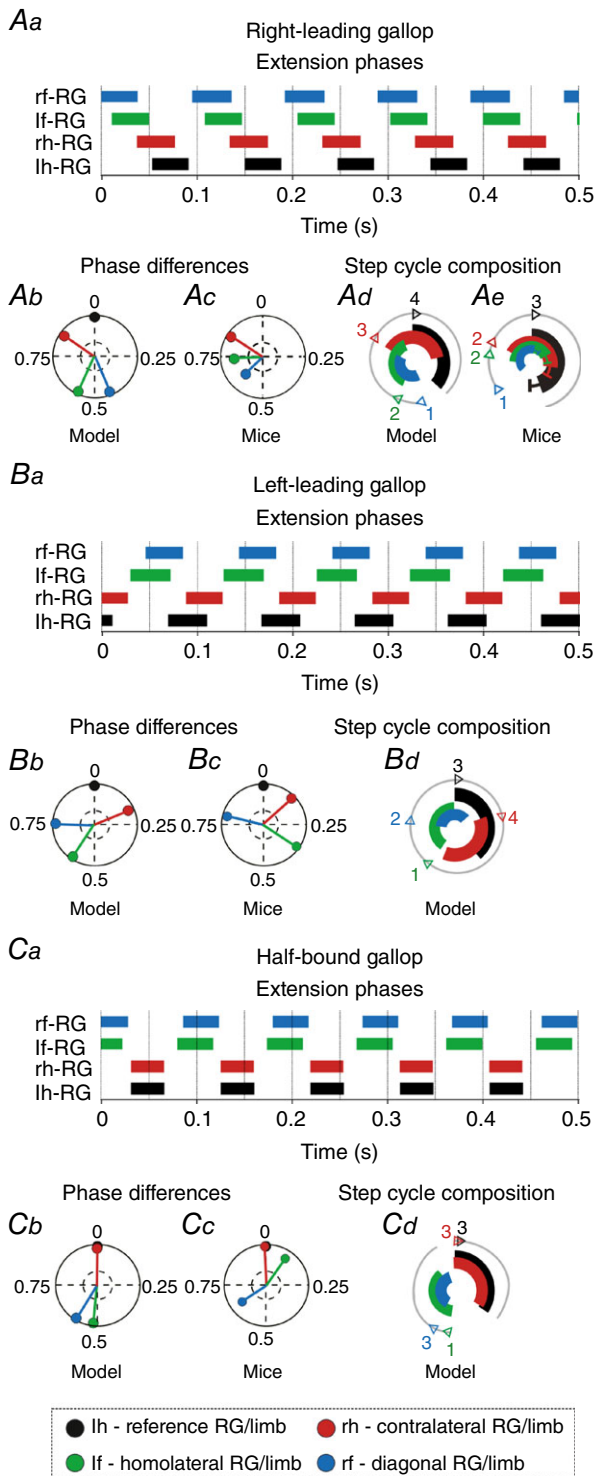 Aa
Right-leading gallop
Extension phases
rf-RG
lf-RG
rh-RG
lh-RG
0 0.1 0.2 0.3 0.4 0.5
Time (s)
Phase differences Step cycle composition
Ab Ac Ad Ae
0 0 4 3
3 2 2
0.75 0.25 0.75 0.25
0.5 0.5 2 1 1
Model Mice Model Mice
Ba
Left-leading gallop
Extension phases
rf-RG
lf-RG
rh-RG
lh-RG
0 0.1 0.2 0.3 0.4 0.5
Time (s)
Phase differences Step cycle composition
Bb Bc Bd
0 0 3
0.75 0.25 0.75 0.25 2 4
0.5 0.5 1
Model Mice Model
Ca
Half-bound gallop
Extension phases
rf-RG
lf-RG
rh-RG
lh-RG
0 0.1 0.2 0.3 0.4 0.5
Time (s)
Phase differences Step cycle composition
Cb Cc Cd
0 0 3 3
0.75 0.25 0.75 0.25
0.5 0.5 3 1
Model Mice Model
lh - reference RG/limb rh - contralateral RG/limb
lf - homolateral RG/limb rf - diagonal RG/limb